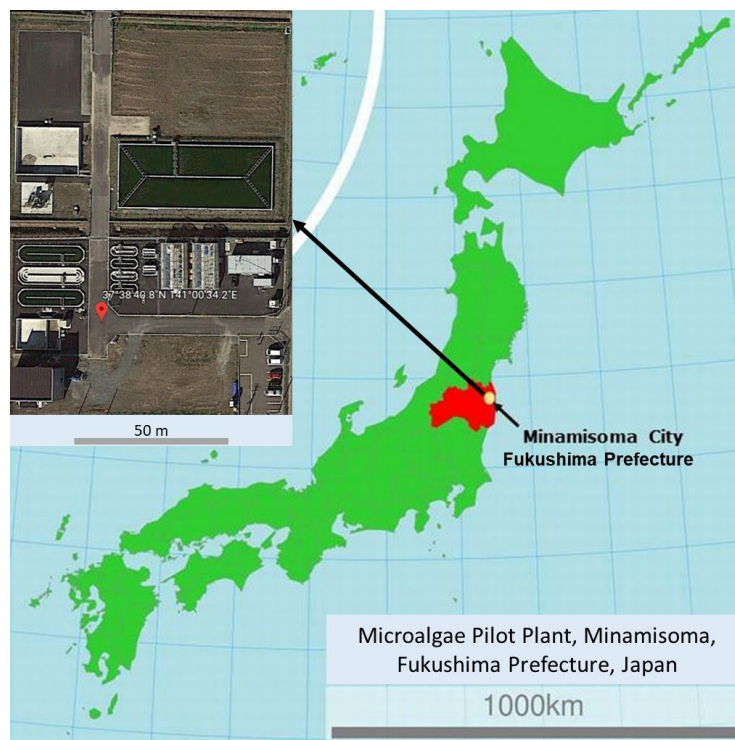 37°38'40.8"N 141°00'34.2"E
50 m
Minamisoma City
Fukushima Prefecture
Microalgae Pilot Plant, Minamisoma,
Fukushima Prefecture, Japan
1000km